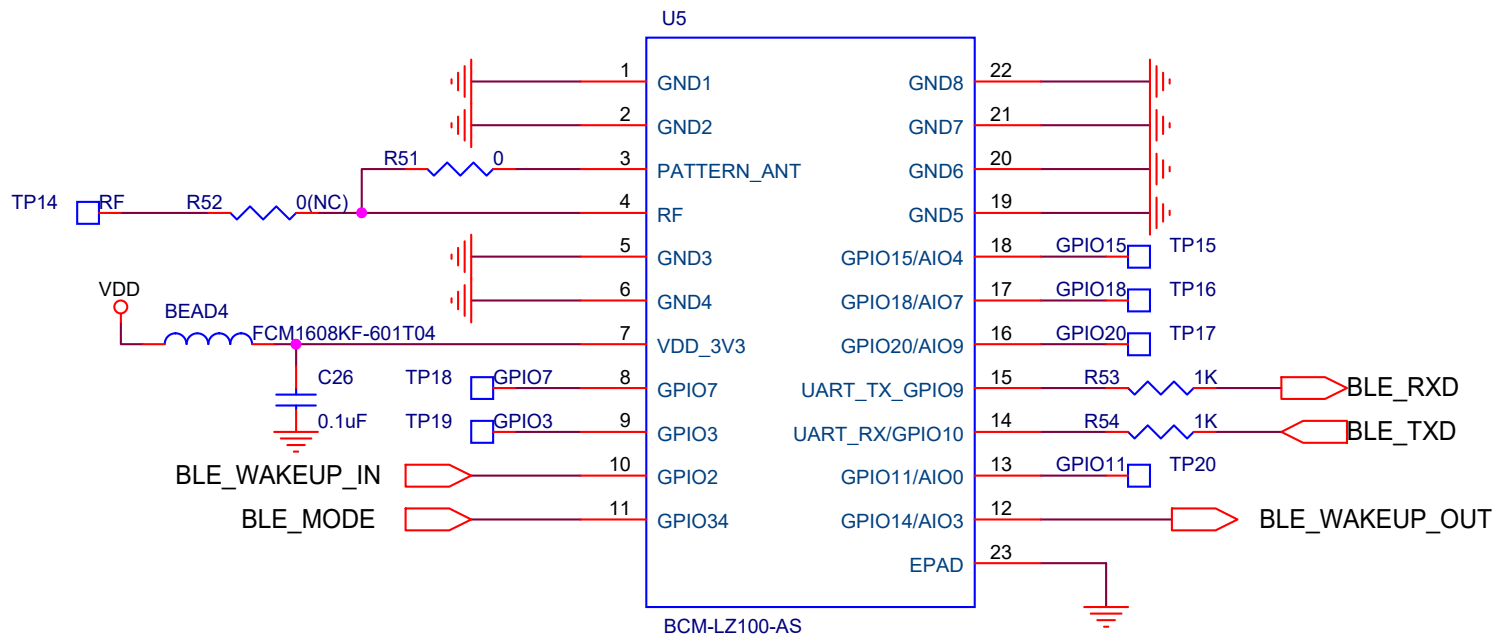 U5
1 GND1 GND8 22
2 GND2 GND7 21
R51 0 3 PATTERN_ANT GND6 20
TP14 RF R52 0(NC) 4 RF GND5 19
5 GND3 GPIO15/AIO4 18 GPIO15 TP15
6 GND4 GPIO18/AIO7 17 GPIO18 TP16
VDD
BEAD4
FCM1608KF-601T04 7 VDD_3V3 GPIO20/AIO9 16 GPIO20 TP17
C26
TP18 GPIO7 8 GPIO7 UART_TX_GPIO9 15 R53 1K BLE_RXD
0.1uF
TP19 GPIO3 9 GPIO3 UART_RX/GPIO10 14 R54 1K BLE_TXD
BLE_WAKEUP_IN 10 GPIO2 GPIO11/AIO0 13 GPIO11 TP20
BLE_MODE 11 GPIO34 GPIO14/AIO3 12 BLE_WAKEUP_OUT
EPAD 23
BCM-LZ100-AS